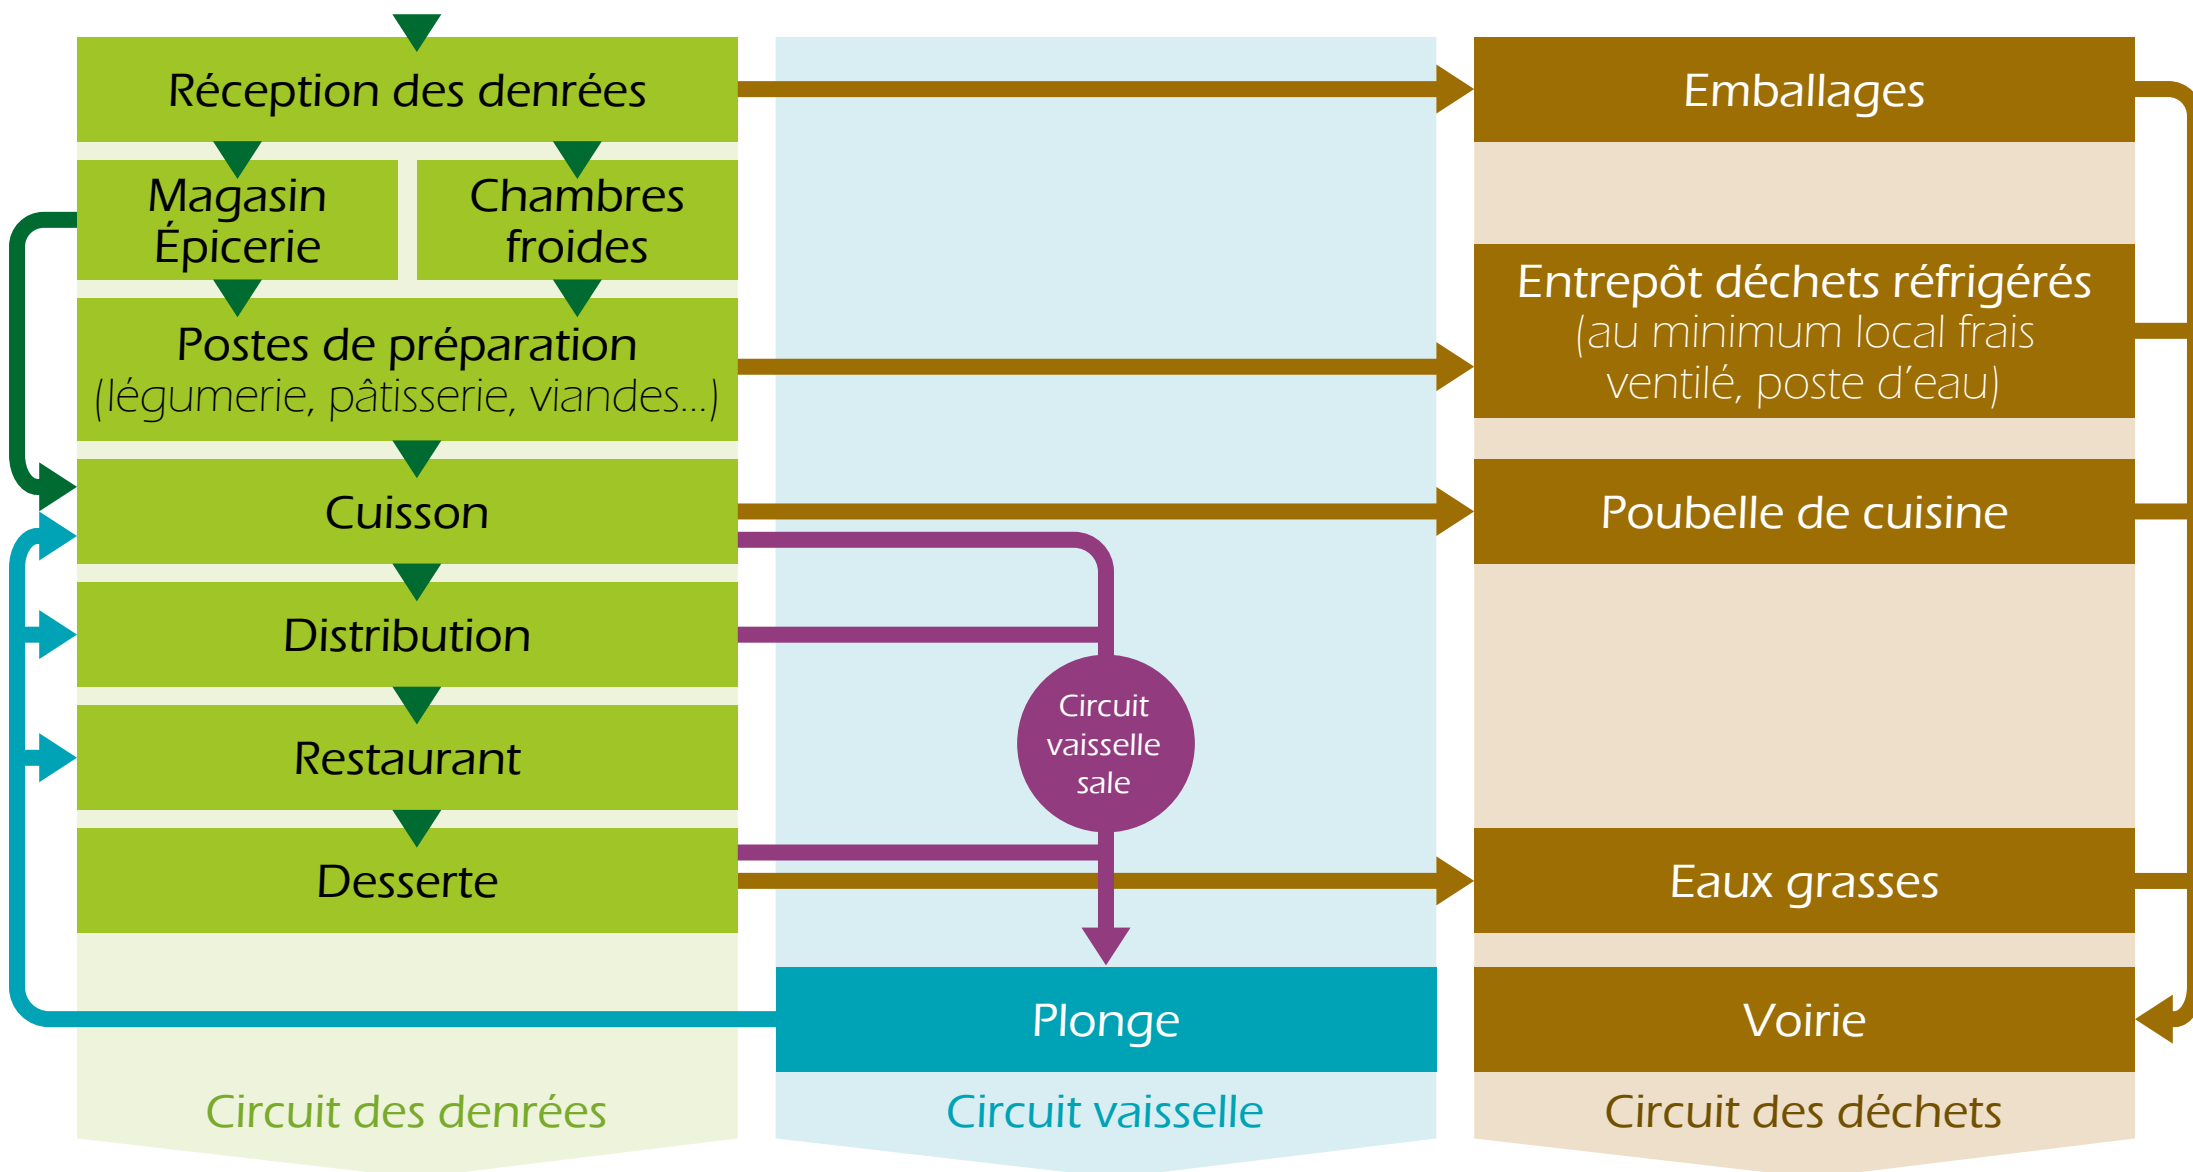 Réception des denrées
Magasin
Épicerie
Chambres
froides
Postes de préparation
(légumerie, pâtisserie, viandes...)
Cuisson
Distribution
Restaurant
Desserte
Circuit des denrées
Circuit
vaisselle
sale
Plonge
Circuit vaisselle
Emballages
Entrepôt déchets réfrigérés
(au minimum local frais
ventilé, poste d’eau)
Poubelle de cuisine
Eaux grasses
Voirie
Circuit des déchets